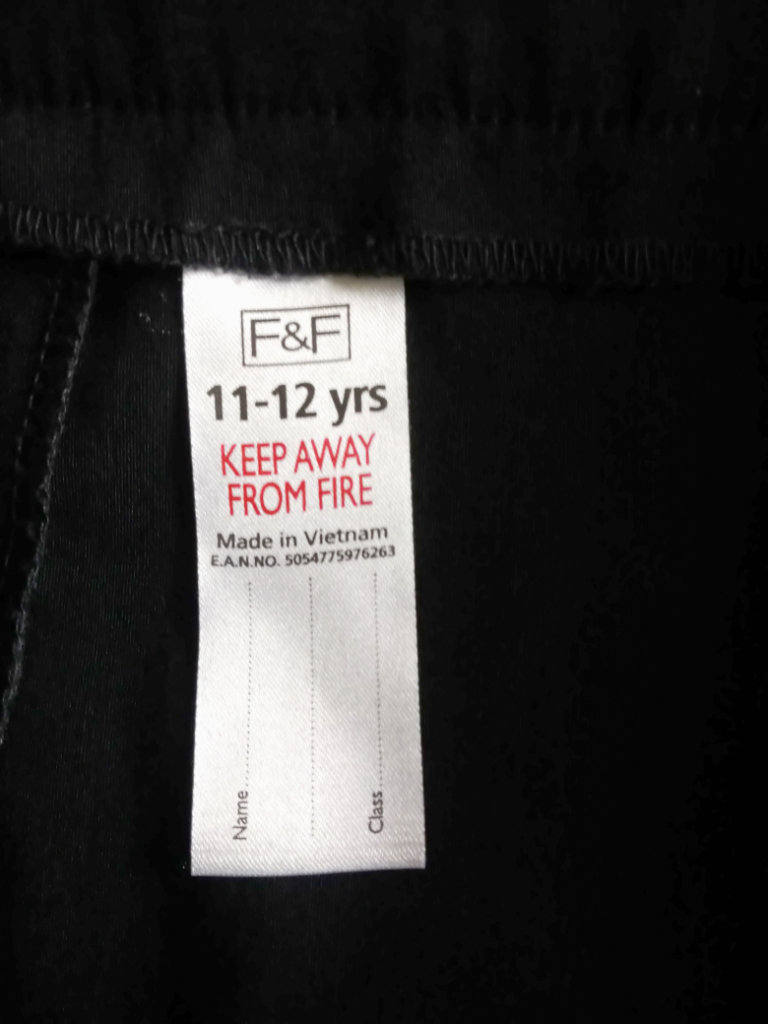 F&F
11-12 yrs
KEEP AWAY
FROM FIRE
Made in Vietnam
E.A.N.NO. 5054775976263
Name
Class